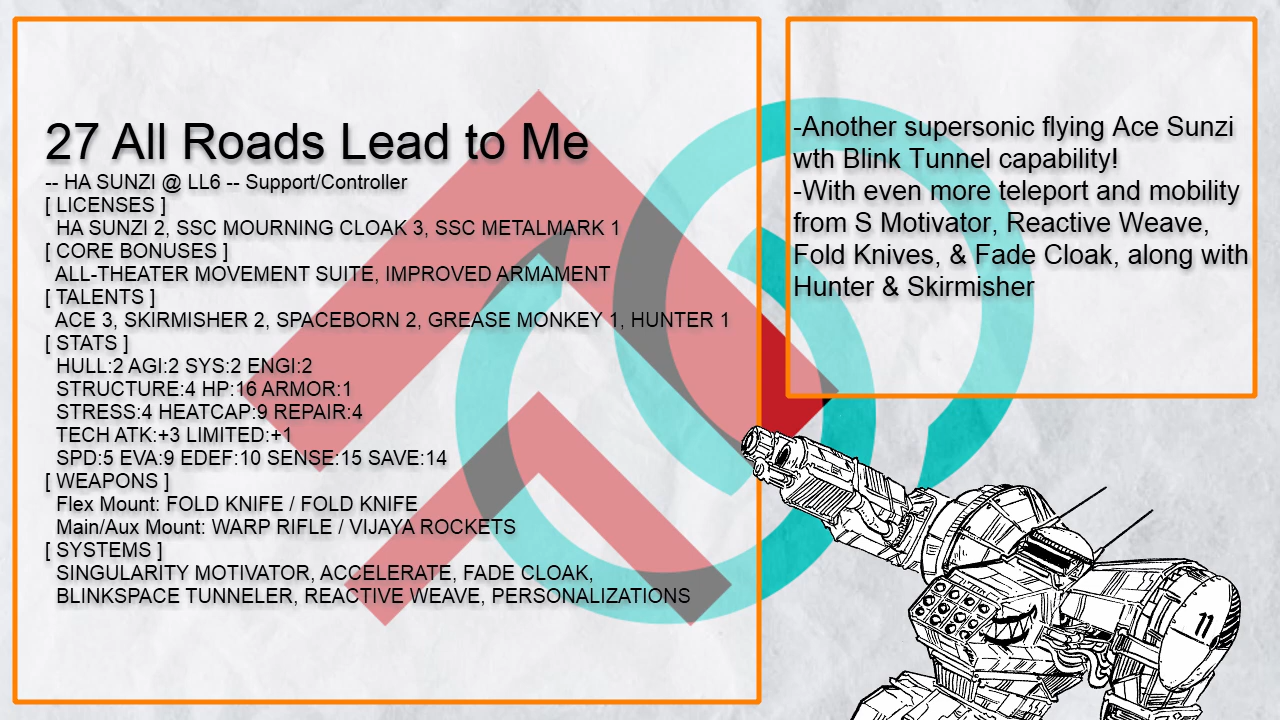 27 All Roads Lead to Me
-- HA SUNZI @ LL6 -- Support/Controller
[ LICENSES ]
HA SUNZI 2, SSC MOURNING CLOAK 3, SSC METALMARK 1
[ CORE BONUSES ]
ALL-THEATER MOVEMENT SUITE, IMPROVED ARMAMENT
[ TALENTS ]
ACE 3, SKIRMISHER 2, SPACEBORN 2, GREASE MONKEY 1, HUNTER 1
[ STATS ]
HULL:2 AGI:2 SYS:2 ENGI:2
STRUCTURE:4 HP:16 ARMOR:1
STRESS:4 HEATCAP:9 REPAIR:4
TECH ATK:+3 LIMITED:+1
SPD:5 EVA:9 EDEF:10 SENSE:15 SAVE:14
[ WEAPONS ]
Flex Mount: FOLD KNIFE / FOLD KNIFE
Main/Aux Mount: WARP RIFLE / VIJAYA ROCKETS
[ SYSTEMS ]
SINGULARITY MOTIVATOR, ACCELERATE, FADE CLOAK,
BLINKSPACE TUNNELER, REACTIVE WEAVE, PERSONALIZATIONS
-Another supersonic flying Ace Sunzi
wth Blink Tunnel capability!
-With even more teleport and mobility
from S Motivator, Reactive Weave,
Fold Knives, & Fade Cloak, along with
Hunter & Skirmisher
11